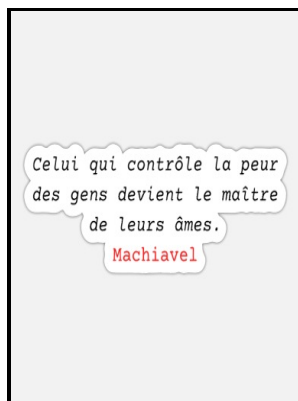 Celui qui contrôle la peur
des gens devient le maître
de leurs âmes.
Machiavel